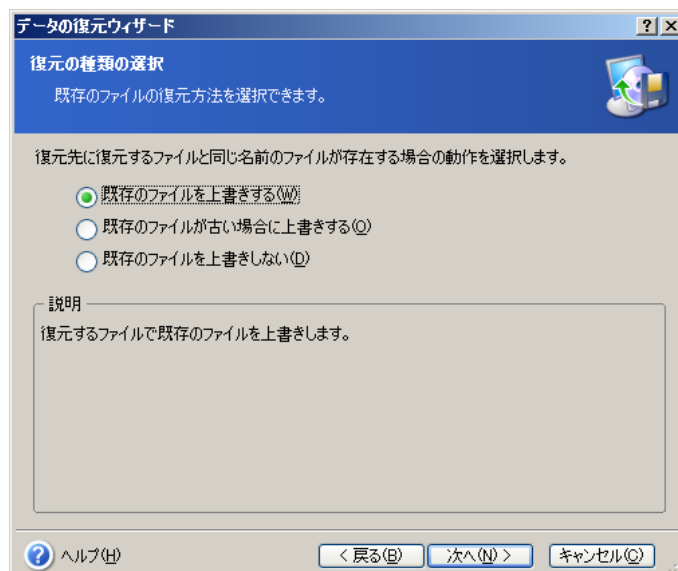 データの復元ウィザード
復元の種類の選択
既存のファイルの復元方法を選択できます。
復元先に復元するファイルと同じ名前のファイルが存在する場合の動作を選択します。
既存のファイルを上書きする(W)
既存のファイルが古い場合に上書きする(O)
既存のファイルを上書きしない(D)
説明
復元するファイルで既存のファイルを上書きします。
ヘルプ(H)
< 戻る(B)
次へ(N) >
キャンセル(C)